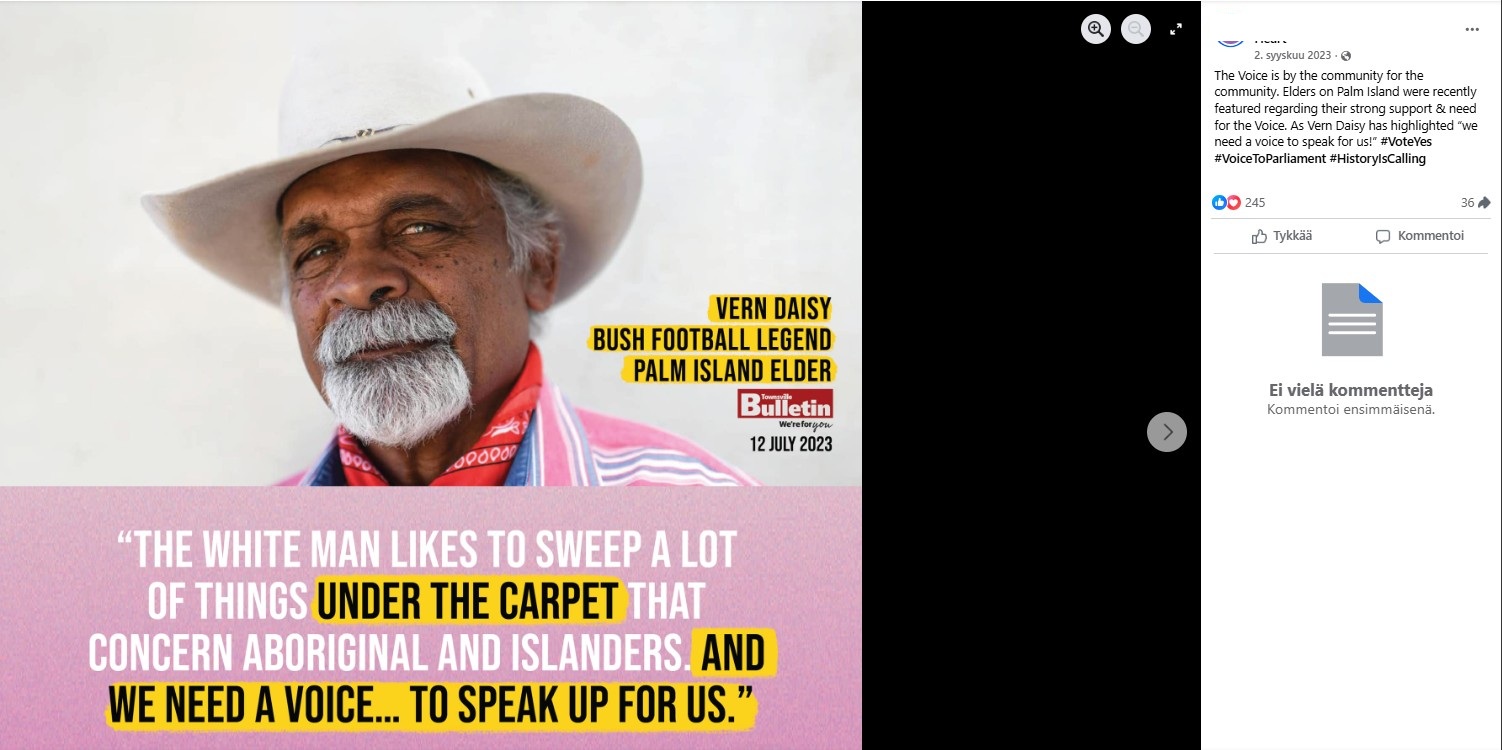 VERN DAISY
BUSH FOOTBALL LEGEND
PALM ISLAND ELDER
Townsville
Bulletin
We're for you
12 JULY 2023
“THE WHITE MAN LIKES TO SWEEP A LOT
OF THINGS UNDER THE CARPET THAT
CONCERN ABORIGINAL AND ISLANDERS. AND
WE NEED A VOICE... TO SPEAK UP FOR US.”
2. syyskuu 2023 ·
The Voice is by the community for the
community. Elders on Palm Island were recently
featured regarding their strong support & need
for the Voice. As Vern Daisy has highlighted “we
need a voice to speak for us!” #VoteYes
#VoiceToParliament #HistoryIsCalling
245
36
Tykkää
Kommentoi
Ei vielä kommentteja
Kommentoi ensimmäisenä.